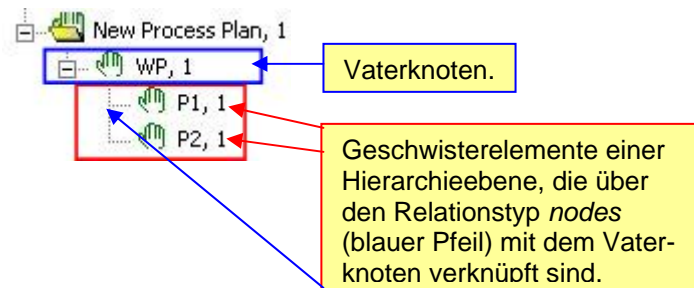 New Process Plan, 1
WP, 1
Vaterknoten.
P1, 1
P2, 1
Geschwisterelemente einer
Hierarchieebene, die über
den Relationstyp nodes
(blauer Pfeil) mit dem Vater-
knoten verknüpft sind.